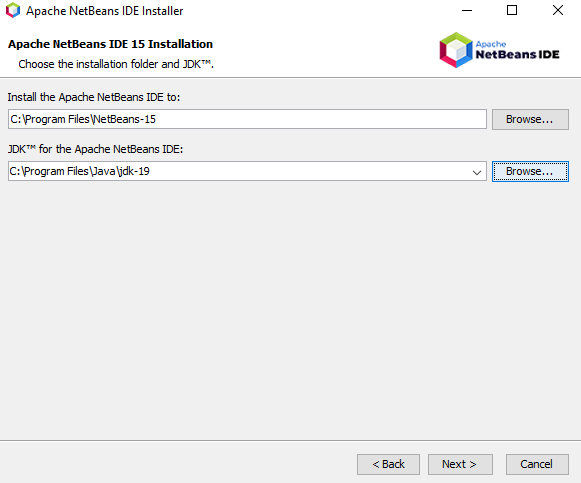 Apache NetBeans IDE Installer
Apache NetBeans IDE 15 Installation
Choose the installation folder and JDK™.
Apache
NetBeans IDE
Install the Apache NetBeans IDE to:
C:\Program Files\NetBeans-15
Browse...
JDK™ for the Apache NetBeans IDE:
C:\Program Files\Java\jdk-19
Browse...
< Back
Next >
Cancel